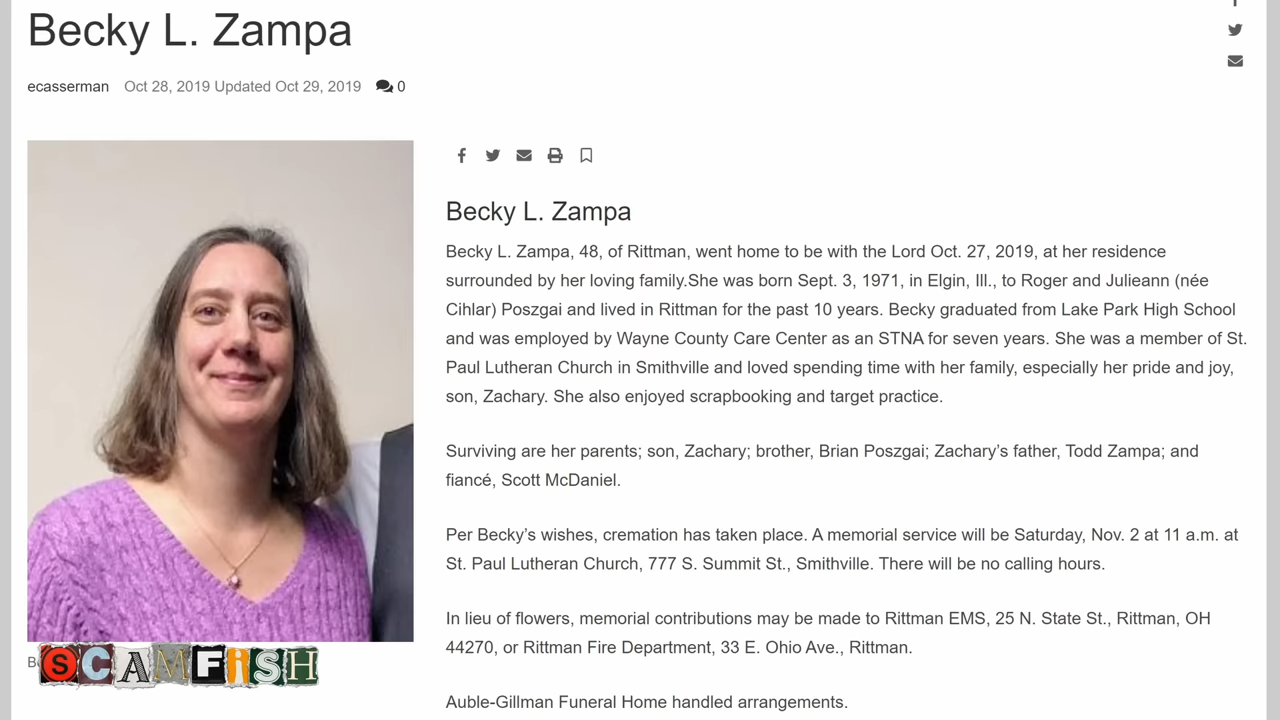 Becky L. Zampa
ecasserman Oct 28, 2019 Updated Oct 29, 2019 0
Becky L. Zampa
Becky L. Zampa, 48, of Rittman, went home to be with the Lord Oct. 27, 2019, at her residence
surrounded by her loving family.She was born Sept. 3, 1971, in Elgin, Ill., to Roger and Julieann (née
Cihlar) Poszgai and lived in Rittman for the past 10 years. Becky graduated from Lake Park High School
and was employed by Wayne County Care Center as an STNA for seven years. She was a member of St.
Paul Lutheran Church in Smithville and loved spending time with her family, especially her pride and joy,
son, Zachary. She also enjoyed scrapbooking and target practice.
Surviving are her parents; son, Zachary; brother, Brian Poszgai; Zachary’s father, Todd Zampa; and
fiancé, Scott McDaniel.
Per Becky’s wishes, cremation has taken place. A memorial service will be Saturday, Nov. 2 at 11 a.m. at
St. Paul Lutheran Church, 777 S. Summit St., Smithville. There will be no calling hours.
In lieu of flowers, memorial contributions may be made to Rittman EMS, 25 N. State St., Rittman, OH
44270, or Rittman Fire Department, 33 E. Ohio Ave., Rittman.
Auble-Gillman Funeral Home handled arrangements.
SCAMFiSH